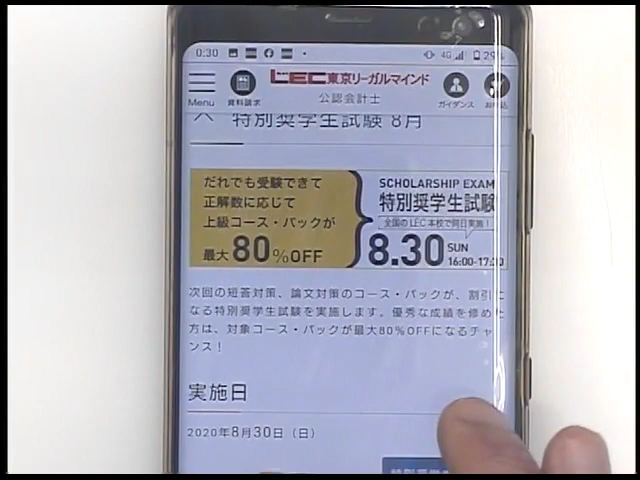 0:30 4G 29
Menu 資料請求 LEC東京リーガルマインド
公認会計士 ガイダンス
特別奨学生試験 8月
だれでも受験できて
正解数に応じて
上級コース・パックが
最大80%OFF
SCHOLARSHIP EXAM
特別奨学生試験
全国のLEC本校で同日実施!
8.30 SUN
16:00-17:
次回の短答対策、論文対策のコース・パックが、割引に
なる特別奨学生試験を実施します。優秀な成績を修めた
方は、対象コース・パックが最大80%OFFになるチャ
ンス!
実施日
2020年8月30日(日)